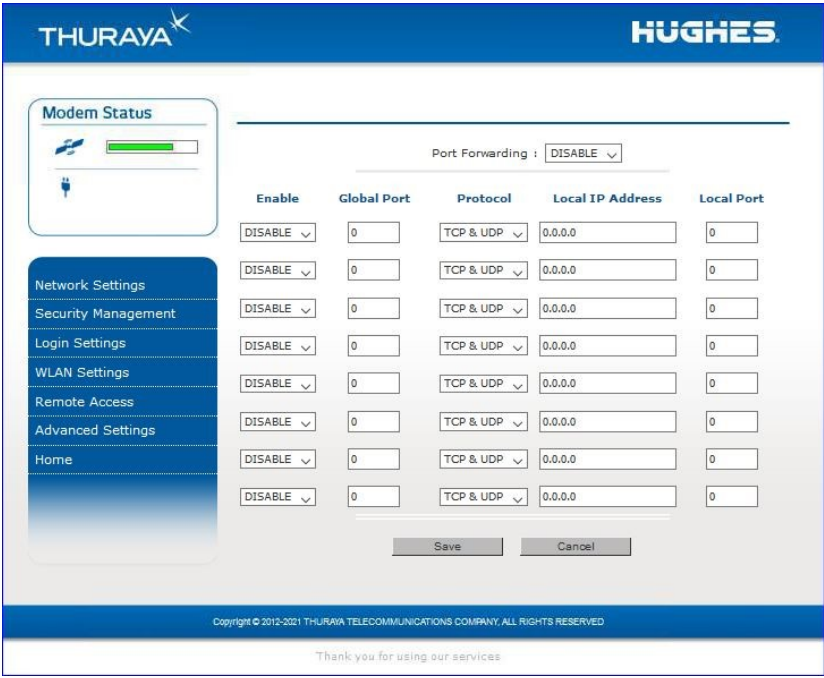 THURAYA
HUGHES
Modem Status
Port Forwarding : DISABLE
Enable Global Port Protocol Local IP Address Local Port
DISABLE 0 TCP & UDP 0.0.0.0 0
DISABLE 0 TCP & UDP 0.0.0.0 0
DISABLE 0 TCP & UDP 0.0.0.0 0
DISABLE 0 TCP & UDP 0.0.0.0 0
DISABLE 0 TCP & UDP 0.0.0.0 0
DISABLE 0 TCP & UDP 0.0.0.0 0
DISABLE 0 TCP & UDP 0.0.0.0 0
DISABLE 0 TCP & UDP 0.0.0.0 0
Save Cancel
Network Settings
Security Management
Login Settings
WLAN Settings
Remote Access
Advanced Settings
Home
Copyright © 2012-2021 THURAYA TELECOMMUNICATIONS COMPANY, ALL RIGHTS RESERVED
Thank you for using our services